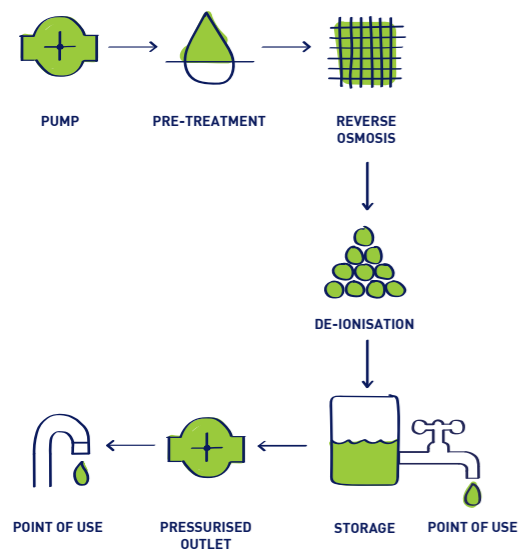 PUMP
PRE-TREATMENT
REVERSE
OSMOSIS
DE-IONISATION
POINT OF USE
PRESSURISED
OUTLET
STORAGE
POINT OF USE